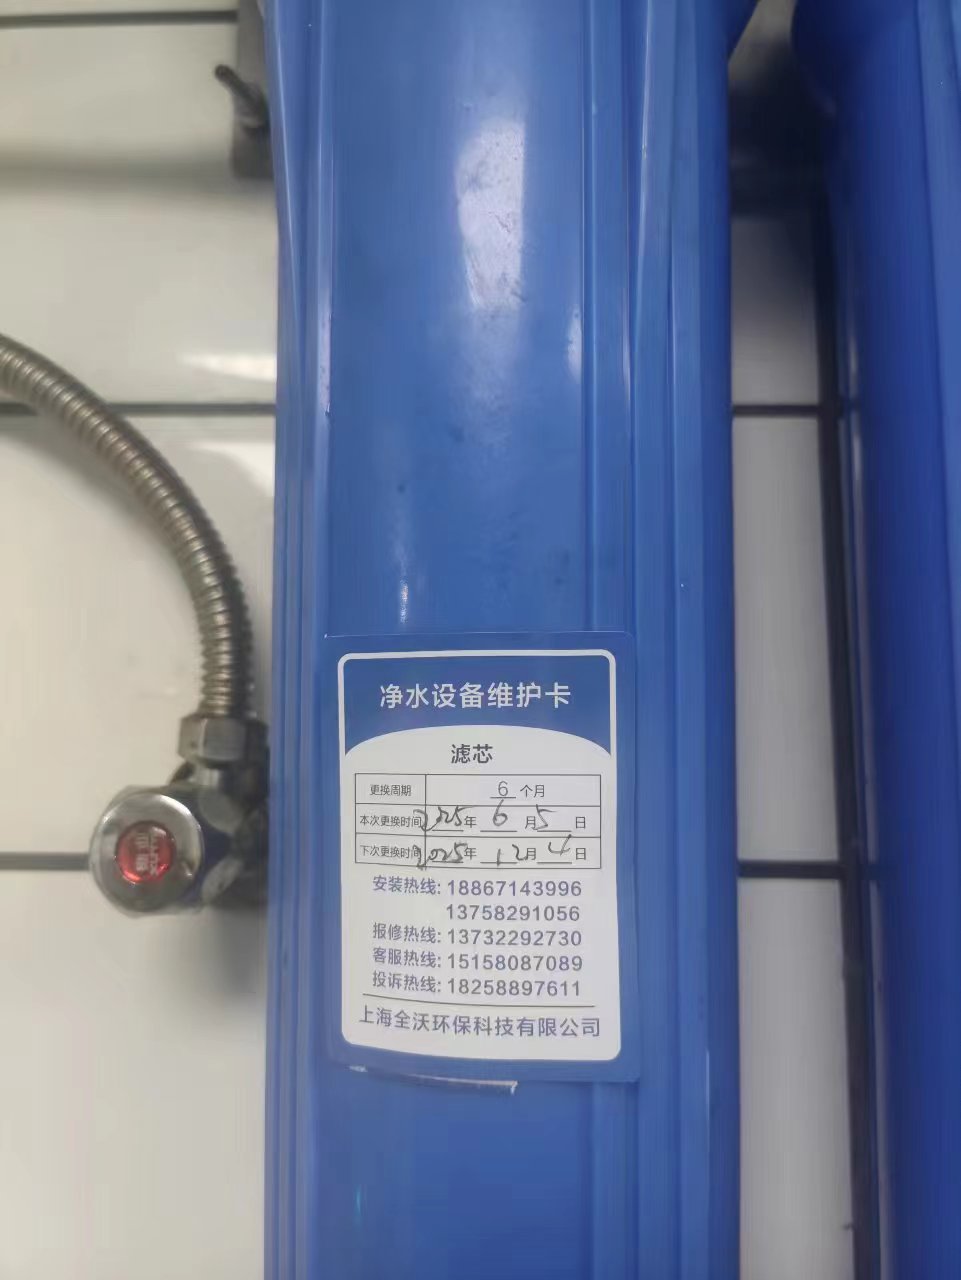 净水设备维护卡
滤芯
更换周期 6 个月
本次更换时间 2025年 6 月 5 日
下次更换时间 2025年 12月 4 日
安装热线: 18867143996
13758291056
报修热线: 13732292730
客服热线: 15158087089
投诉热线: 18258897611
上海全沃环保科技有限公司